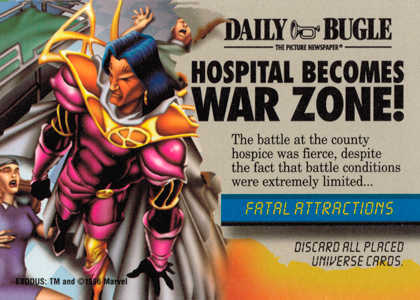 DAILY BUGLE
THE PICTURE NEWSPAPER®
HOSPITAL BECOMES
WAR ZONE!
The battle at the county
hospice was fierce, despite
the fact that battle conditions
were extremely limited...
FATAL ATTRACTIONS
DISCARD ALL PLACED
UNIVERSE CARDS.
EXODUS: TM and ©1996 Marvel